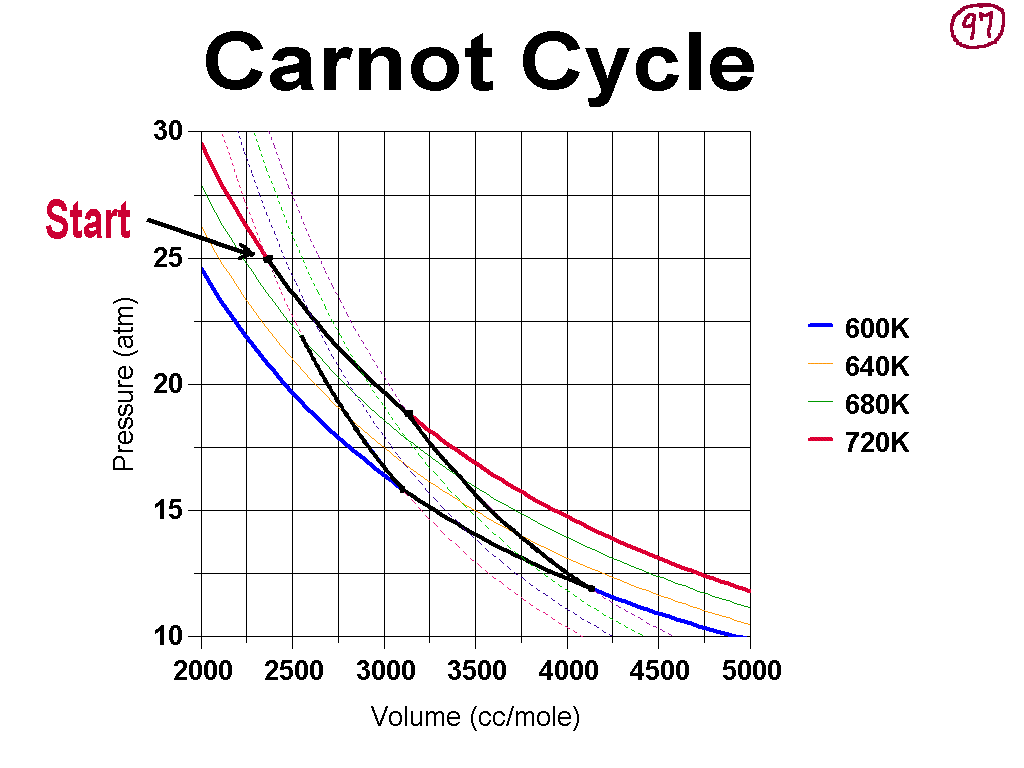 97
Carnot Cycle
Start
Pressure (atm)
30
25
20
15
10
2000 2500 3000 3500 4000 4500 5000
Volume (cc/mole)
600K
640K
680K
720K